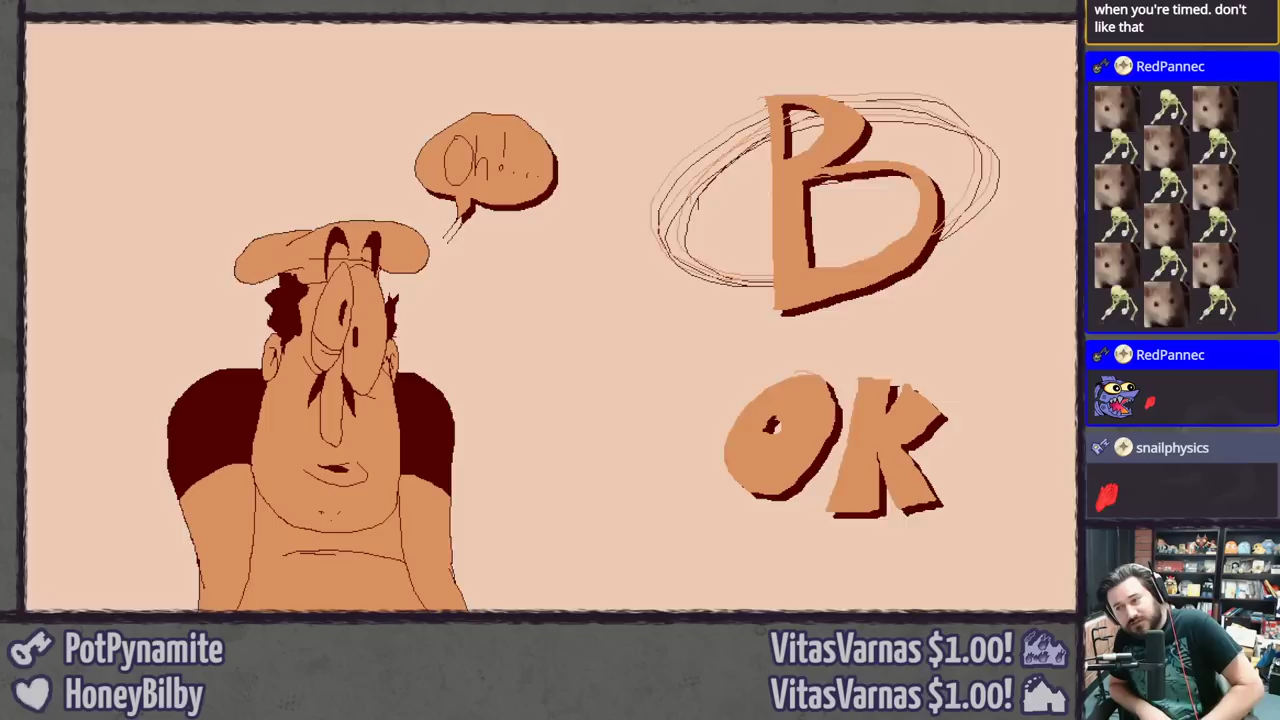 when you're timed. don't
like that
RedPannec
Oh!...
B
OK
RedPannec
snailphysics
PotPynamite
HoneyBilby
VitasVarnas $1.00!
VitasVarnas $1.00!